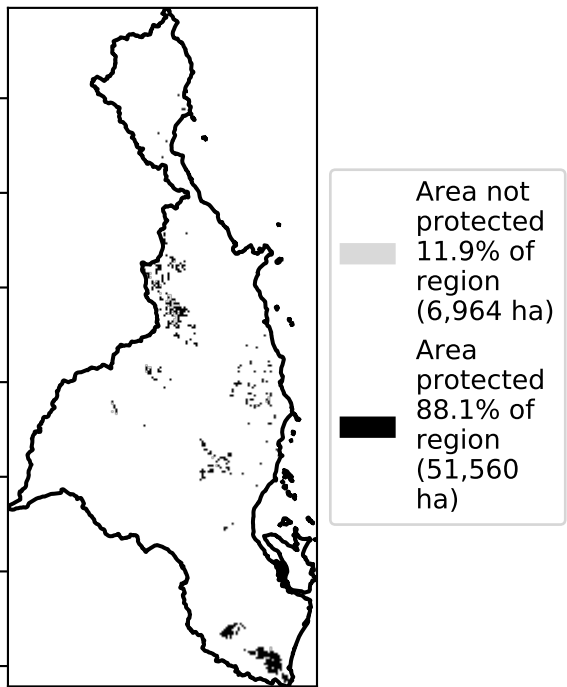 Area not
protected
11.9% of
region
(6,964 ha)
Area
protected
88.1% of
region
(51,560
ha)